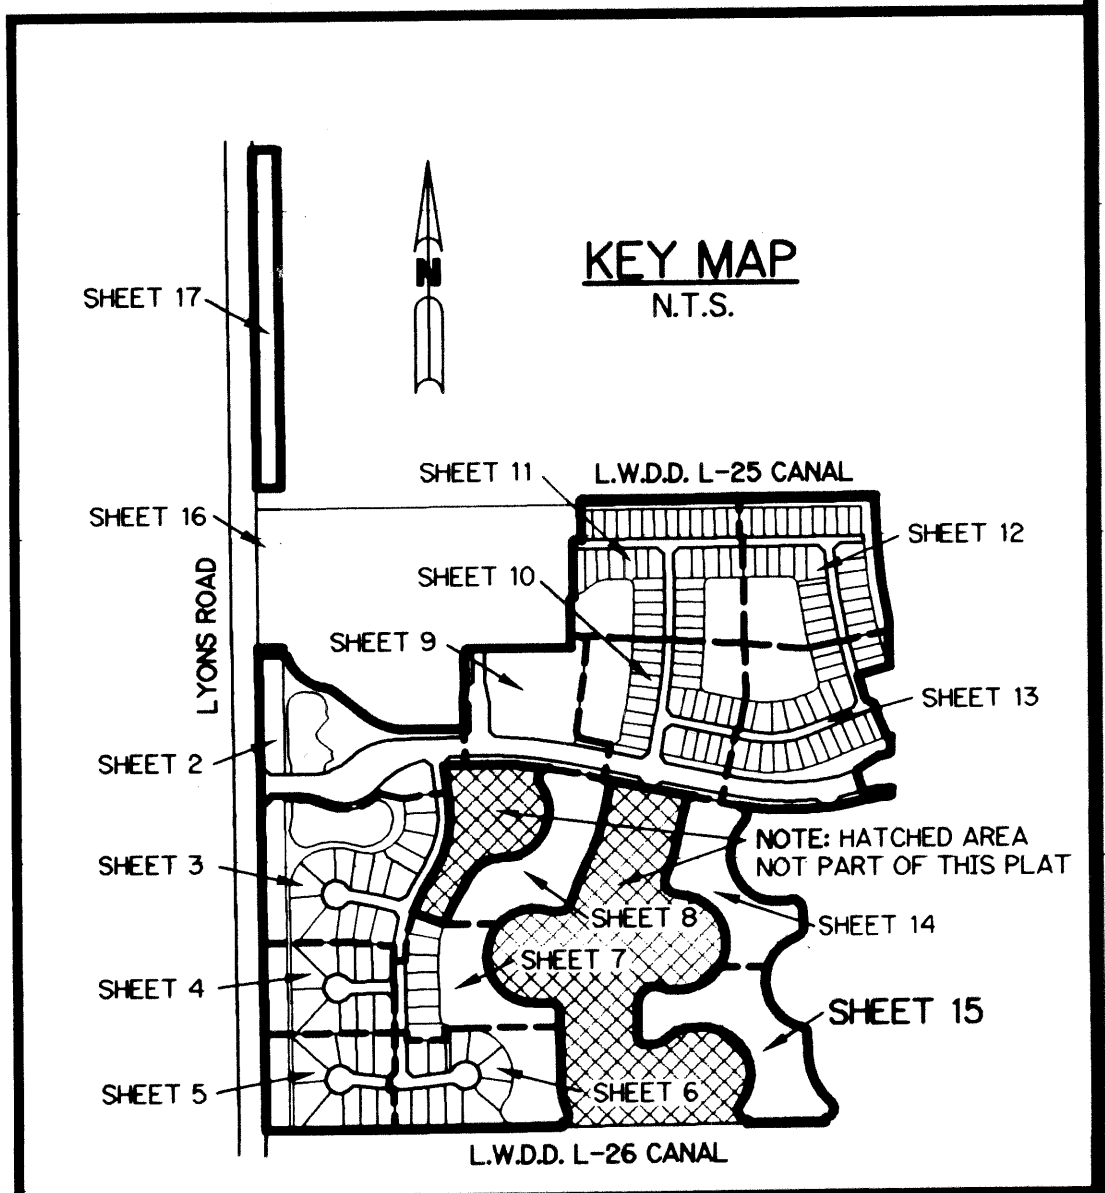 KEY MAP
N.T.S.
N
SHEET 17
SHEET 11
L.W.D.D. L-25 CANAL
SHEET 16
SHEET 12
SHEET 10
LYONS ROAD
SHEET 9
SHEET 13
SHEET 2
NOTE: HATCHED AREA
NOT PART OF THIS PLAT
SHEET 3
SHEET 8
SHEET 14
SHEET 7
SHEET 4
SHEET 15
SHEET 5
SHEET 6
L.W.D.D. L-26 CANAL